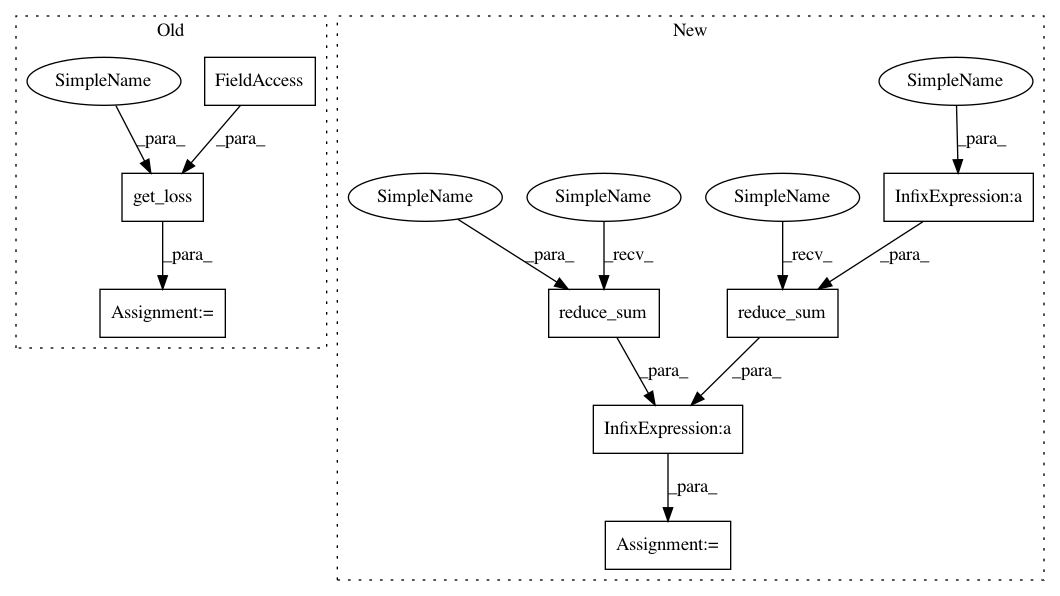 Old
New
SimpleName
FieldAccess
SimpleName
_para_
_para_
_para_
get_loss
SimpleName
SimpleName
SimpleName
InfixExpression:a
_para_
_para_
_recv_
_recv_
_para_
Assignment:=
reduce_sum
reduce_sum
_para_
_para_
InfixExpression:a
_para_
Assignment:=